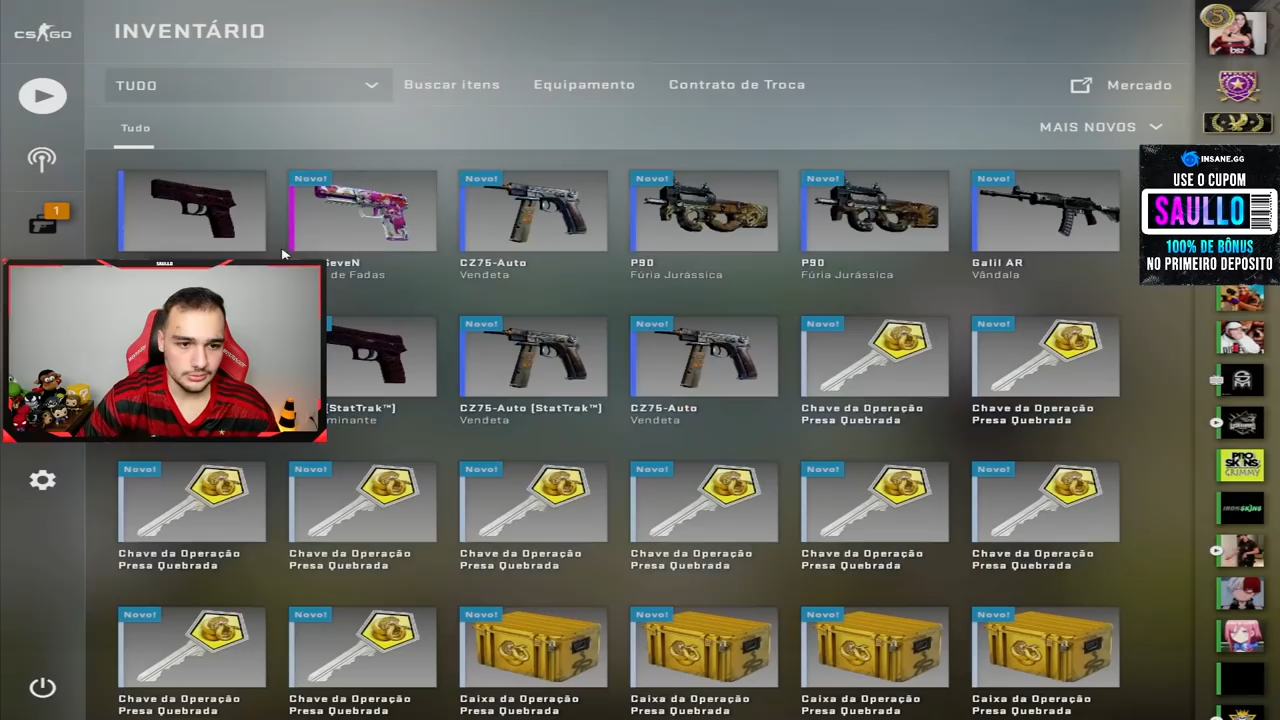 CS:GO
INVENTÁRIO
TUDO
Buscar itens
Equipamento
Contrato de Troca
Mercado
Tudo
MAIS NOVOS
INSANE.GG
USE O CUPOM
SAULLO
100% DE BÔNUS
NO PRIMEIRO DEPOSITO
1
Novo!
Novo!
Novo!
Novo!
Novo!
SeveN
de Fadas
CZ75-Auto
Vendeta
P90
Fúria Jurássica
P90
Fúria Jurássica
Galil AR
Vândala
SAULLO
Novo!
Novo!
Novo!
Novo!
[StatTrak™]
minante
CZ75-Auto [StatTrak™]
Vendeta
CZ75-Auto
Vendeta
Chave da Operação
Presa Quebrada
Chave da Operação
Presa Quebrada
Novo!
Novo!
Novo!
Novo!
Novo!
Novo!
Chave da Operação
Presa Quebrada
Chave da Operação
Presa Quebrada
Chave da Operação
Presa Quebrada
Chave da Operação
Presa Quebrada
Chave da Operação
Presa Quebrada
Chave da Operação
Presa Quebrada
Novo!
Novo!
Novo!
Novo!
Novo!
Novo!
Chave da Operação
Presa Quebrada
Chave da Operação
Presa Quebrada
Caixa da Operação
Presa Quebrada
Caixa da Operação
Presa Quebrada
Caixa da Operação
Presa Quebrada
Caixa da Operação
Presa Quebrada